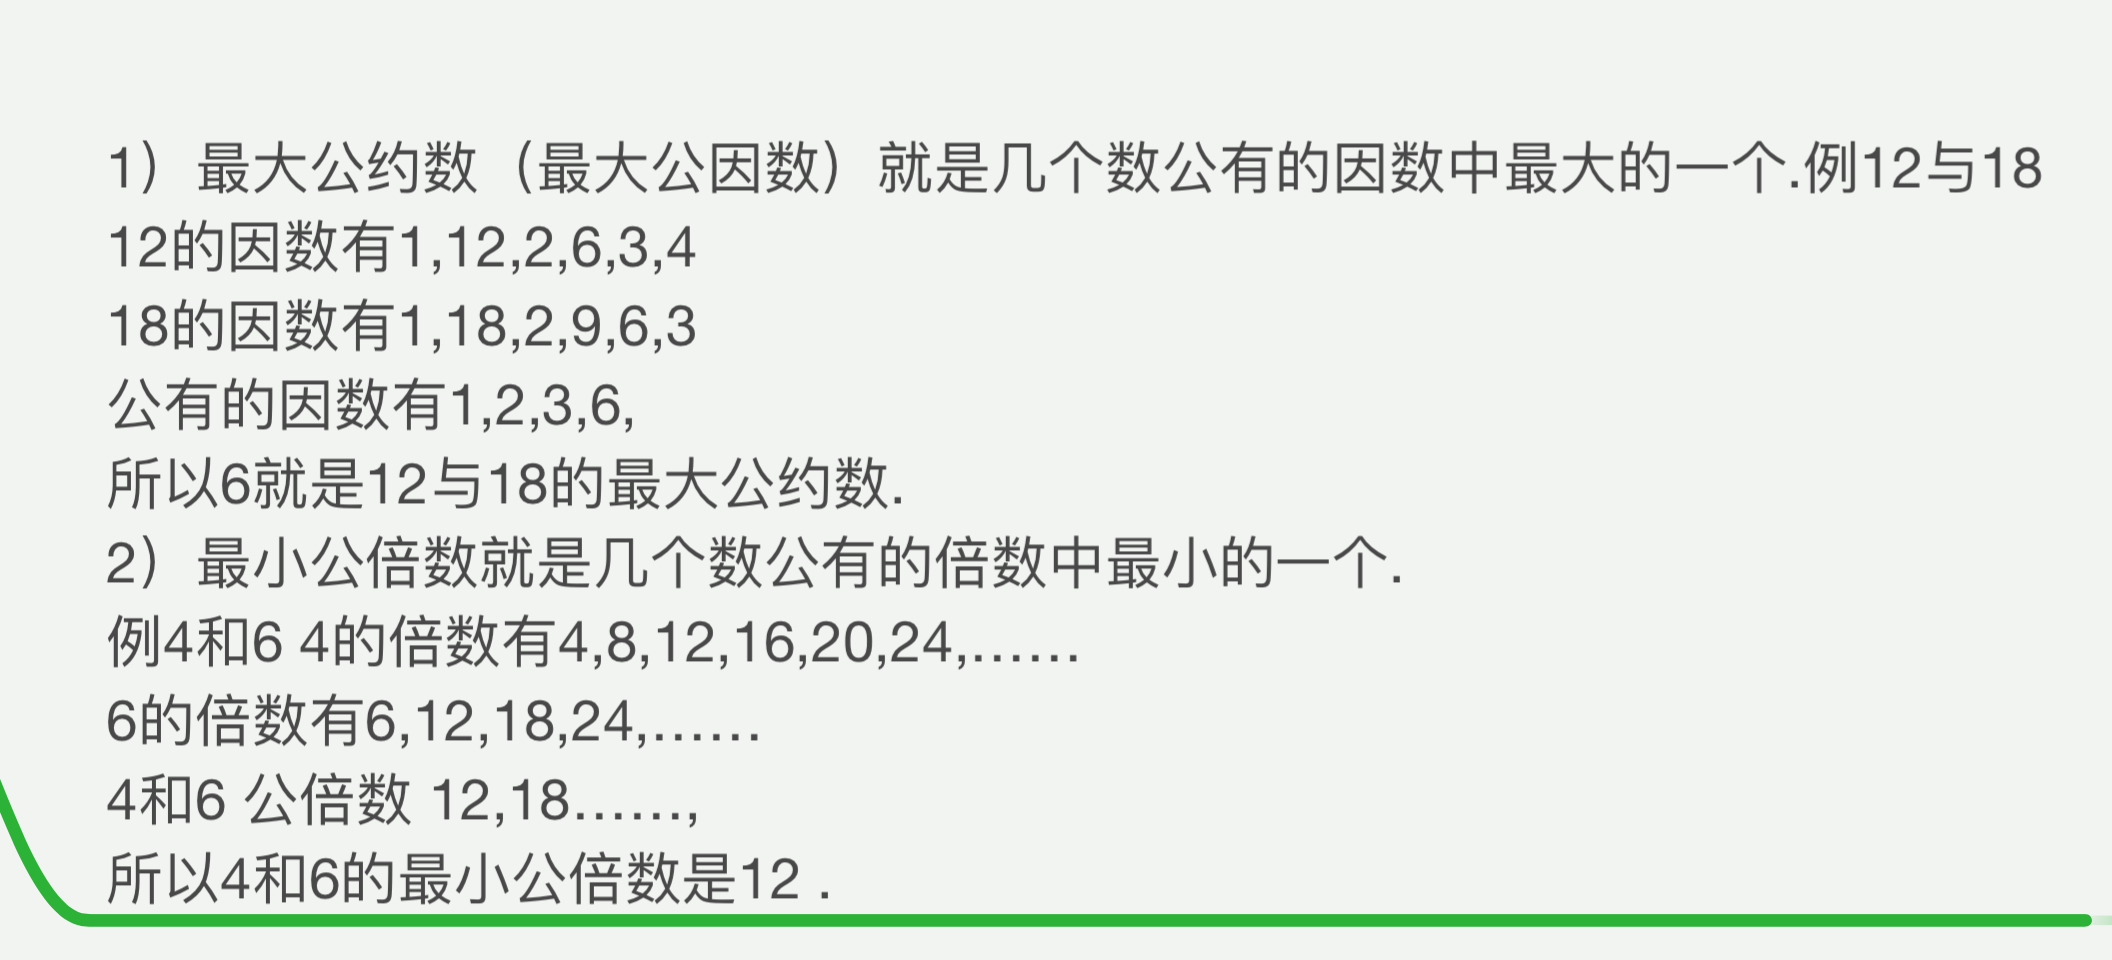 1）最大公约数（最大公因数）就是几个数公有的因数中最大的一个.例12与18
12的因数有1,12,2,6,3,4
18的因数有1,18,2,9,6,3
公有的因数有1,2,3,6,
所以6就是12与18的最大公约数.
2）最小公倍数就是几个数公有的倍数中最小的一个.
例4和6 4的倍数有4,8,12,16,20,24,……
6的倍数有6,12,18,24,……
4和6 公倍数 12,18……,
所以4和6的最小公倍数是12 .